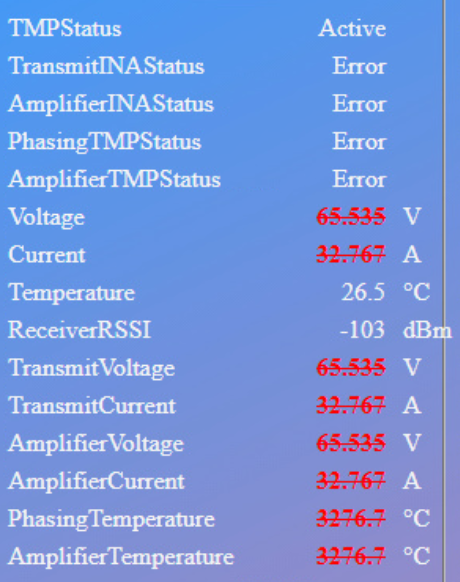 TMPStatus Active
TransmitINAStatus Error
AmplifierINAStatus Error
PhasingTMPStatus Error
AmplifierTMPStatus Error
Voltage 65.535 V
Current 32.767 A
Temperature 26.5 °C
ReceiverRSSI -103 dBm
TransmitVoltage 65.535 V
TransmitCurrent 32.767 A
AmplifierVoltage 65.535 V
AmplifierCurrent 32.767 A
PhasingTemperature 3276.7 °C
AmplifierTemperature 3276.7 °C